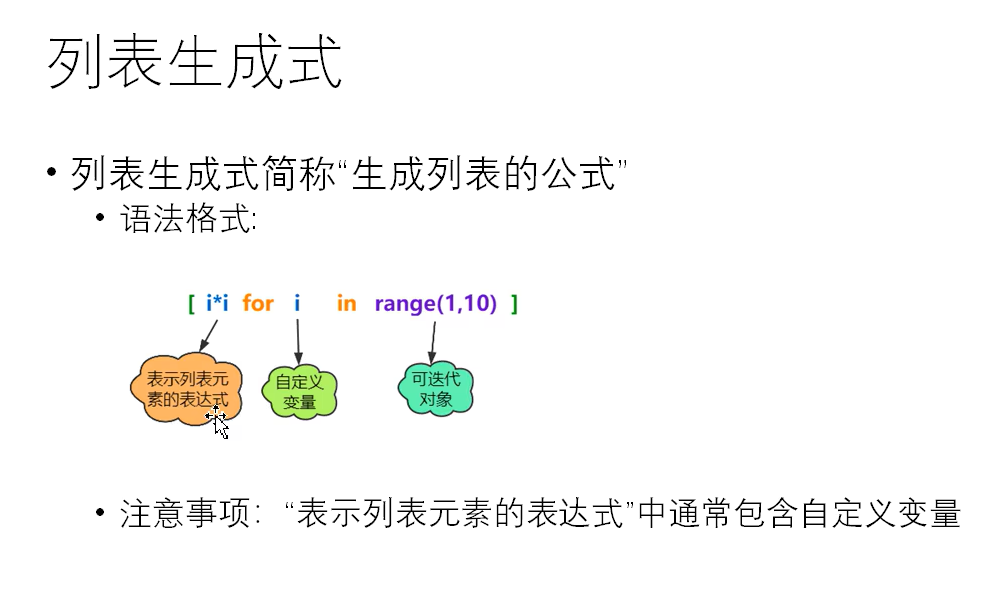 列表生成式
• 列表生成式简称“生成列表的公式”
• 语法格式:
[ i*i for i in range(1,10) ]
表示列表元
素的表达式
自定义
变量
可迭代
对象
• 注意事项：“表示列表元素的表达式”中通常包含自定义变量